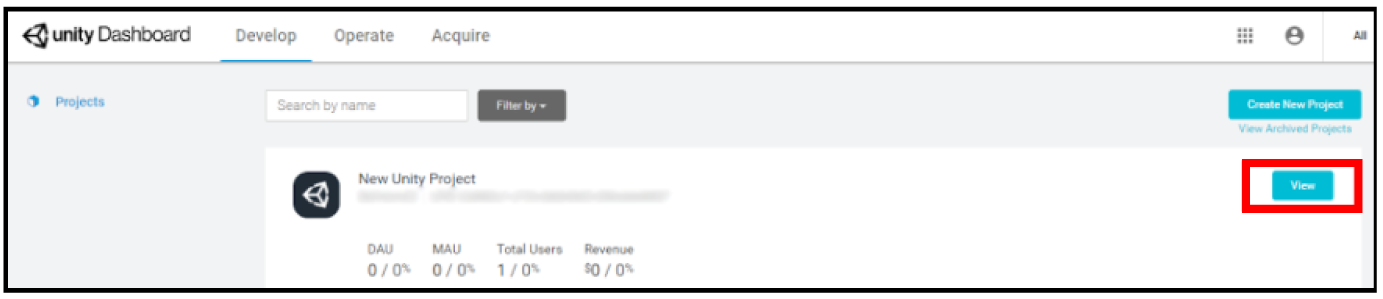 unity Dashboard Develop Operate Acquire All
Projects
Search by name Filter by Create New Project
View Archived Projects
New Unity Project View
DAU MAU Total Users Revenue
0 / 0% 0 / 0% 1 / 0% $0 / 0%